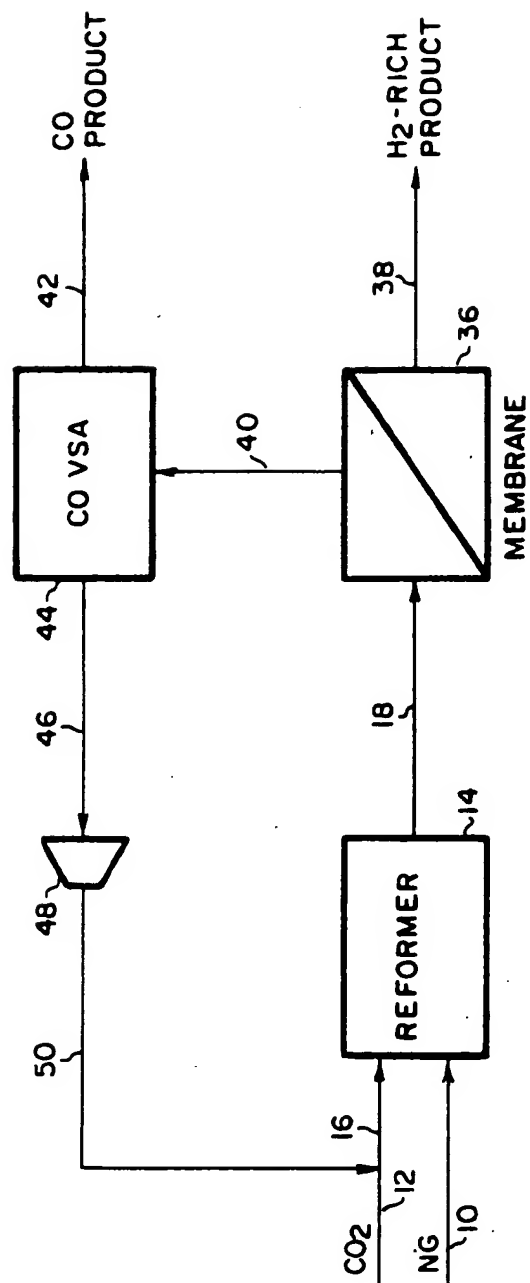 CO
PRODUCT
42
CO VSA
44
46
48
50
40
H2-RICH
PRODUCT
38
36
MEMBRANE
18
14
REFORMER
16
12
CO2
NG
10